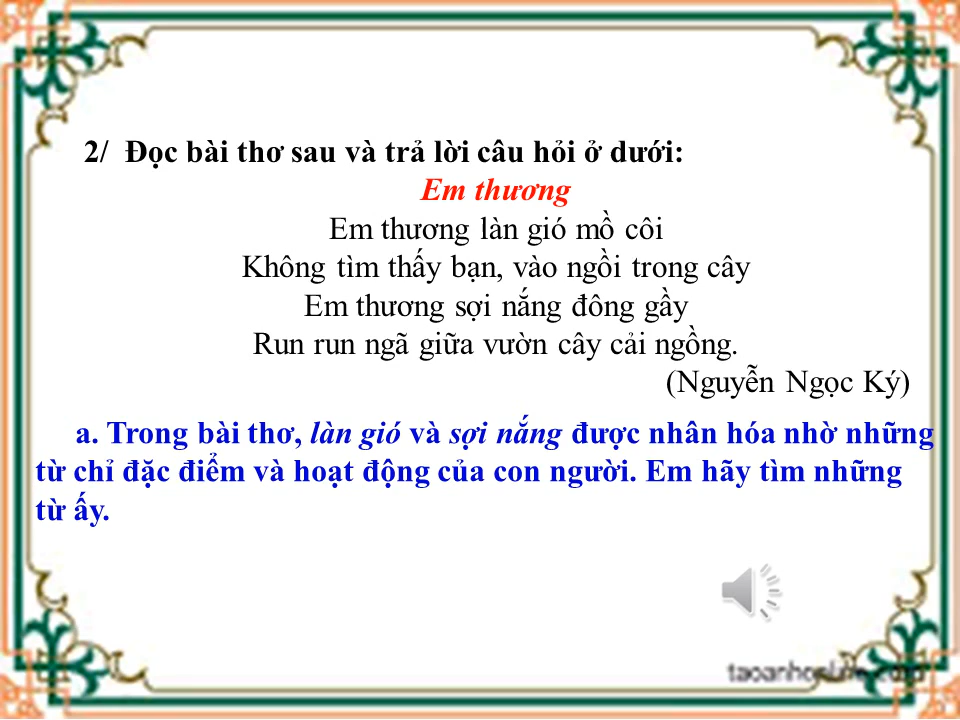 2/ Đọc bài thơ sau và trả lời câu hỏi ở dưới:
Em thương
Em thương làn gió mồ côi
Không tìm thấy bạn, vào ngồi trong cây
Em thương sợi nắng đông gầy
Run run ngã giữa vườn cây cải ngồng.
(Nguyễn Ngọc Ký)
a. Trong bài thơ, làn gió và sợi nắng được nhân hóa nhờ những
từ chỉ đặc điểm và hoạt động của con người. Em hãy tìm những
từ ấy.